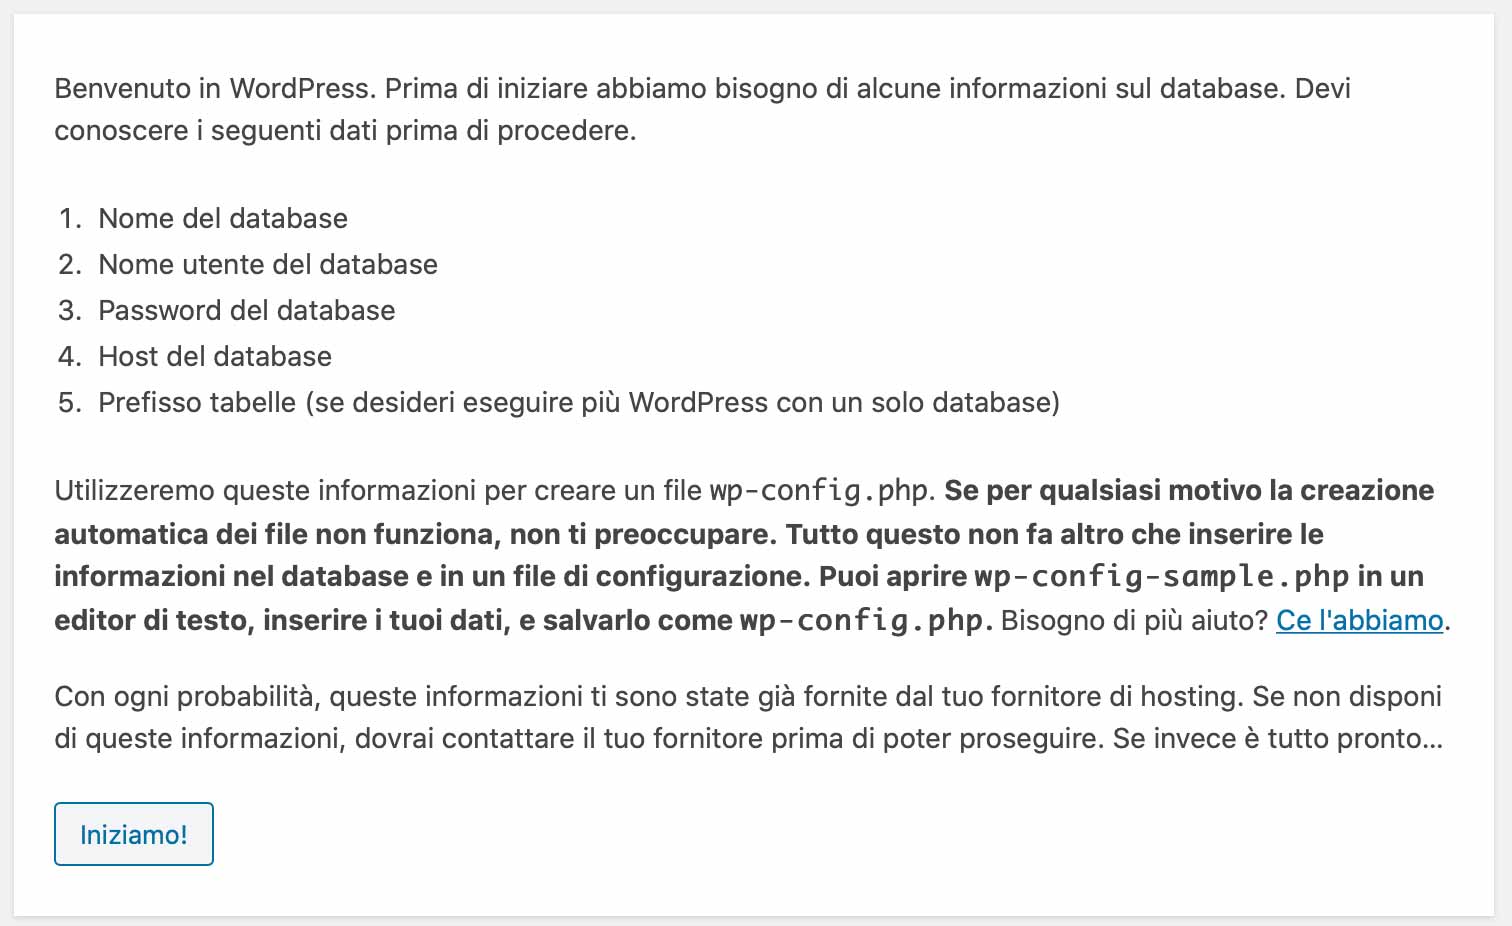 Benvenuto in WordPress. Prima di iniziare abbiamo bisogno di alcune informazioni sul database. Devi
conoscere i seguenti dati prima di procedere.
1. Nome del database
2. Nome utente del database
3. Password del database
4. Host del database
5. Prefisso tabelle (se desideri eseguire più WordPress con un solo database)
Utilizzeremo queste informazioni per creare un file wp-config.php. Se per qualsiasi motivo la creazione
automatica dei file non funziona, non ti preoccupare. Tutto questo non fa altro che inserire le
informazioni nel database e in un file di configurazione. Puoi aprire wp-config-sample.php in un
editor di testo, inserire i tuoi dati, e salvarlo come wp-config.php. Bisogno di più aiuto? Ce l'abbiamo.
Con ogni probabilità, queste informazioni ti sono state già fornite dal tuo fornitore di hosting. Se non disponi
di queste informazioni, dovrai contattare il tuo fornitore prima di poter proseguire. Se invece è tutto pronto...
Iniziamo!